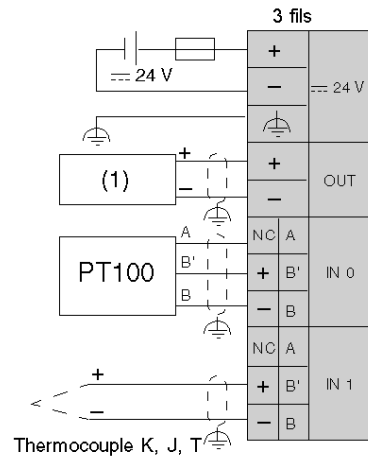 3 fils
+
24 V
−
24 V
+
+
(1)
OUT
−
−
A
NC A
PT100
B'
+ B'
IN 0
B
− B
NC A
+
+ B'
IN 1
−
− B
Thermocouple K, J, T